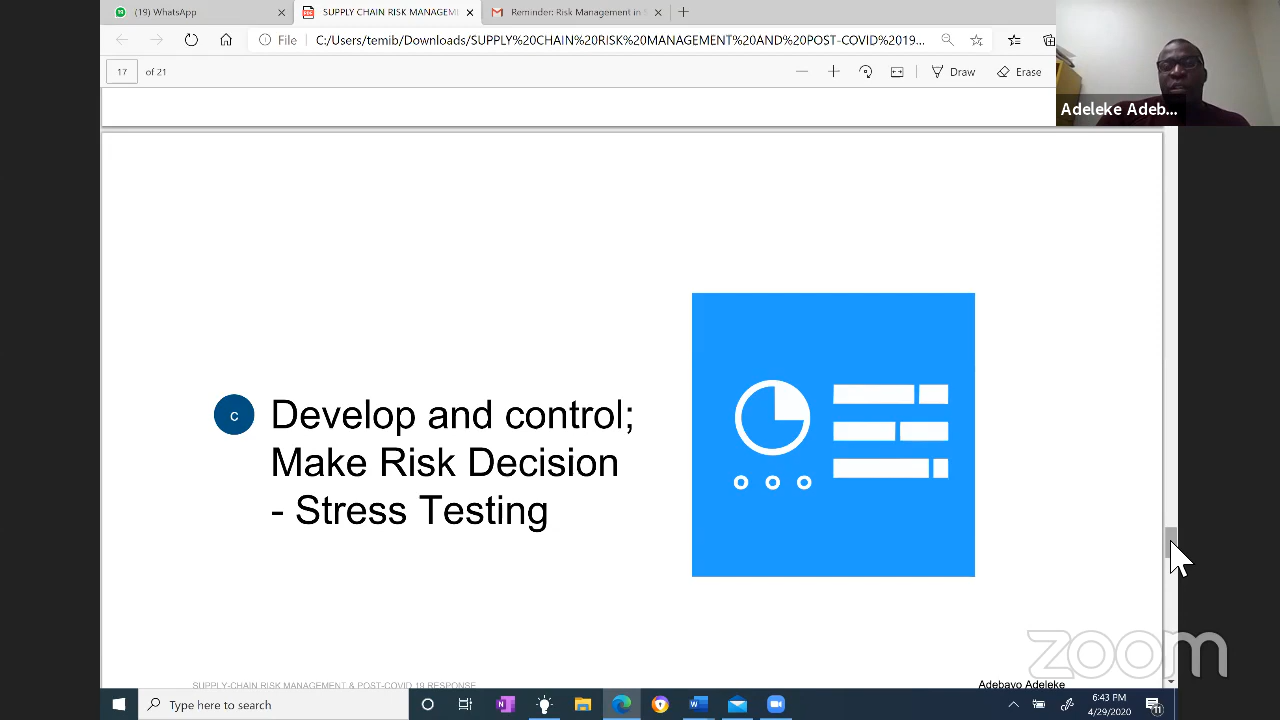 (19) WhatsApp
SUPPLY CHAIN RISK MANAGEME
Reminder: Risk Management in S
File
C:/Users/temib/Downloads/SUPPLY%20CHAIN%20RISK%20MANAGEMENT%20AND%20POST-COVID%2019...
17 of 21
Draw
Erase
Adeleke Adeb...
c
Develop and control;
Make Risk Decision
- Stress Testing
zoom
SUPPLY-CHAIN RISK MANAGEMENT & POST-COVID 19 RESPONSE
Adebayo Adeleke
Type here to search
6:43 PM
4/29/2020